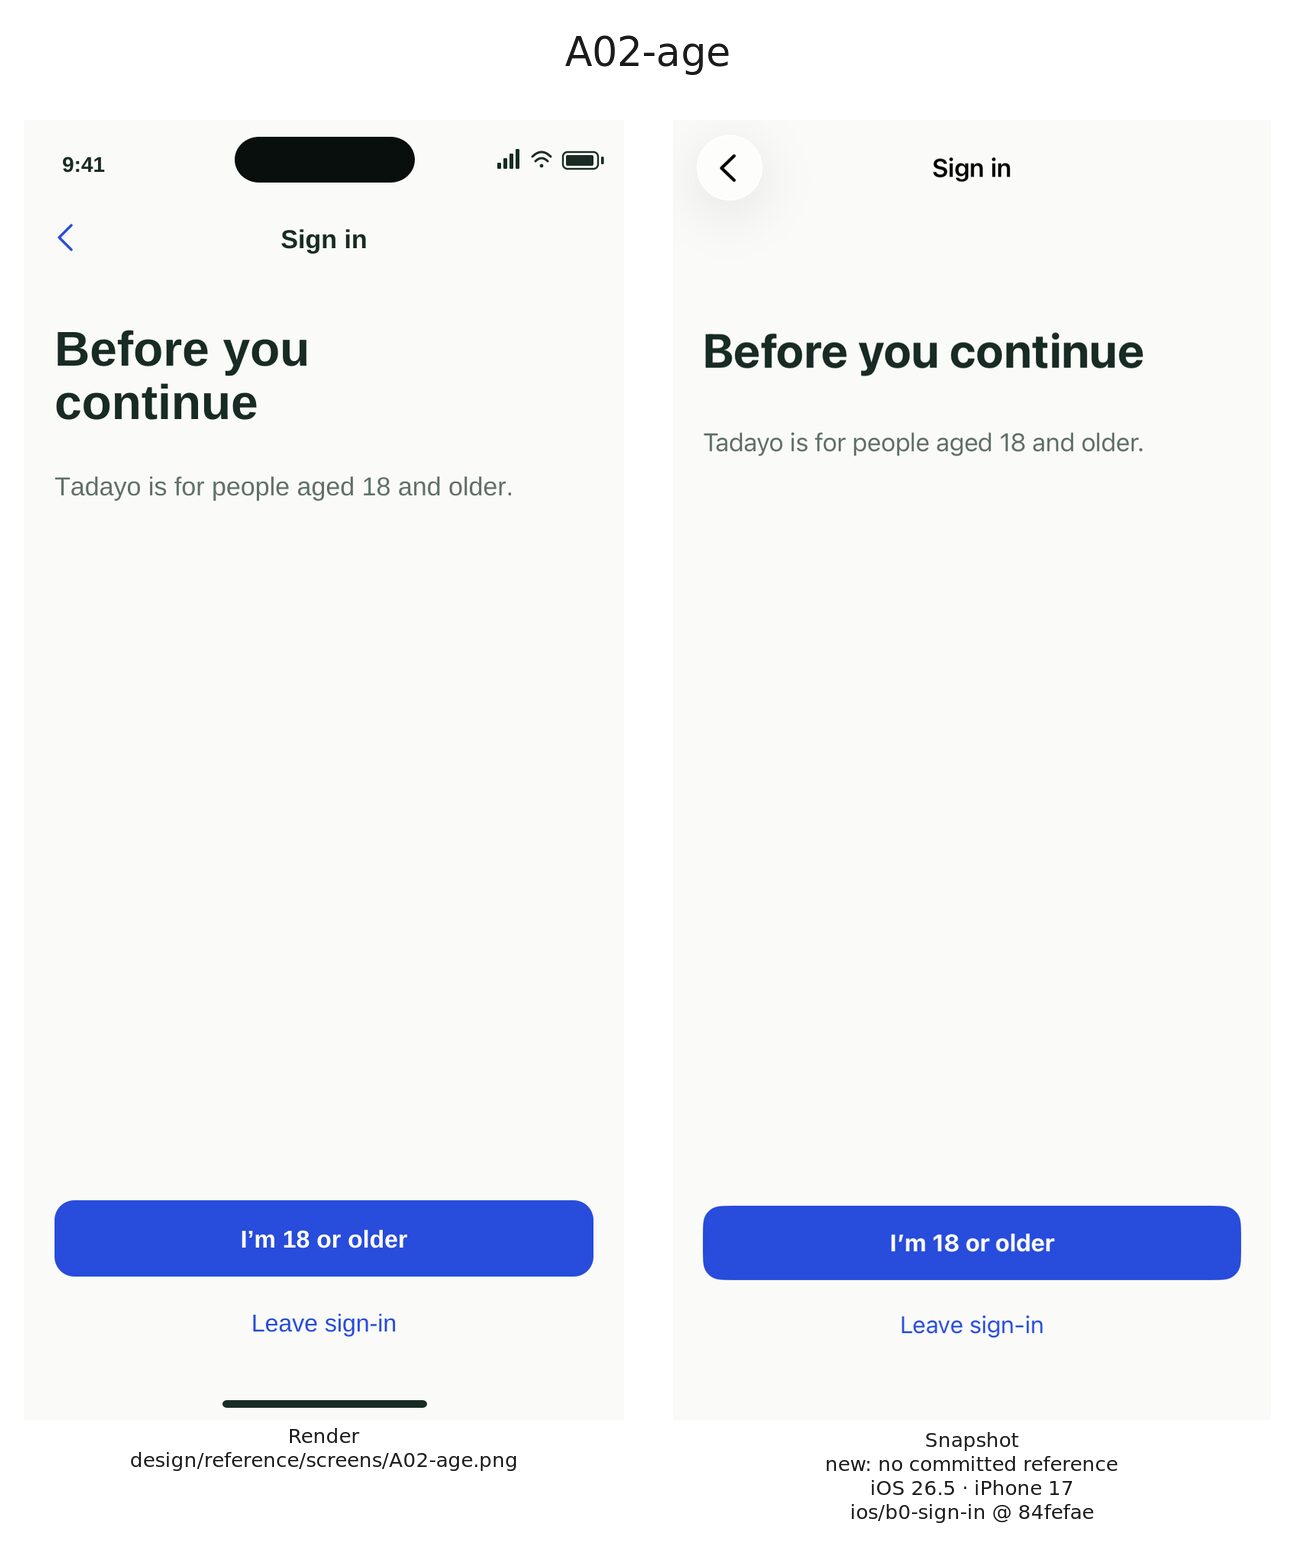 A02-age
9:41
Sign in
Before you
continue
Tadayo is for people aged 18 and older.
I’m 18 or older
Leave sign-in
Render
design/reference/screens/A02-age.png
Sign in
Before you continue
Tadayo is for people aged 18 and older.
I’m 18 or older
Leave sign-in
Snapshot
new: no committed reference
iOS 26.5 · iPhone 17
ios/b0-sign-in @ 84fefae